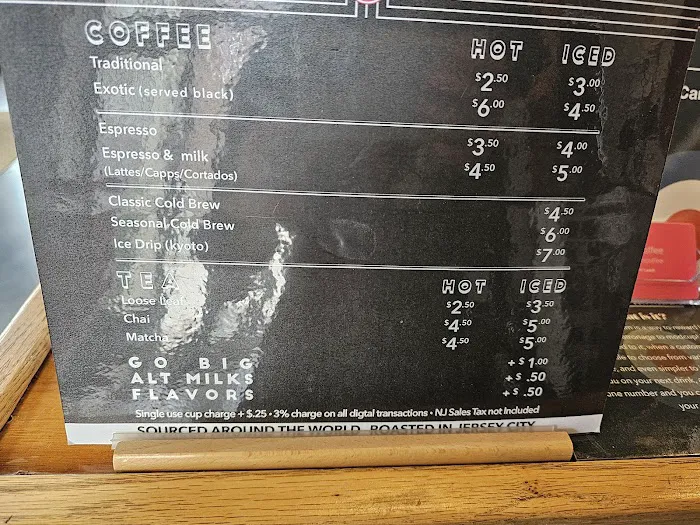 COFFEE HOT ICED
Traditional $2.50 $3.00
Exotic (served black) $6.00 $4.50
Espresso $3.50 $4.00
Espresso & milk $4.50 $5.00
(Lattes/Capps/Cortados)
Classic Cold Brew $4.50
Seasonal Cold Brew $6.00
Ice Drip (kyoto) $7.00
TEA HOT ICED
Loose Leaf $2.50 $3.50
Chai $4.50 $5.00
Matcha $4.50 $5.00
GO BIG +$1.00
ALT MILKS +$.50
FLAVORS +$.50
Single use cup charge + $.25 • 3% charge on all digtal transactions • NJ Sales Tax not Included
SOURCED AROUND THE WORLD ROASTED IN JERSEY CITY